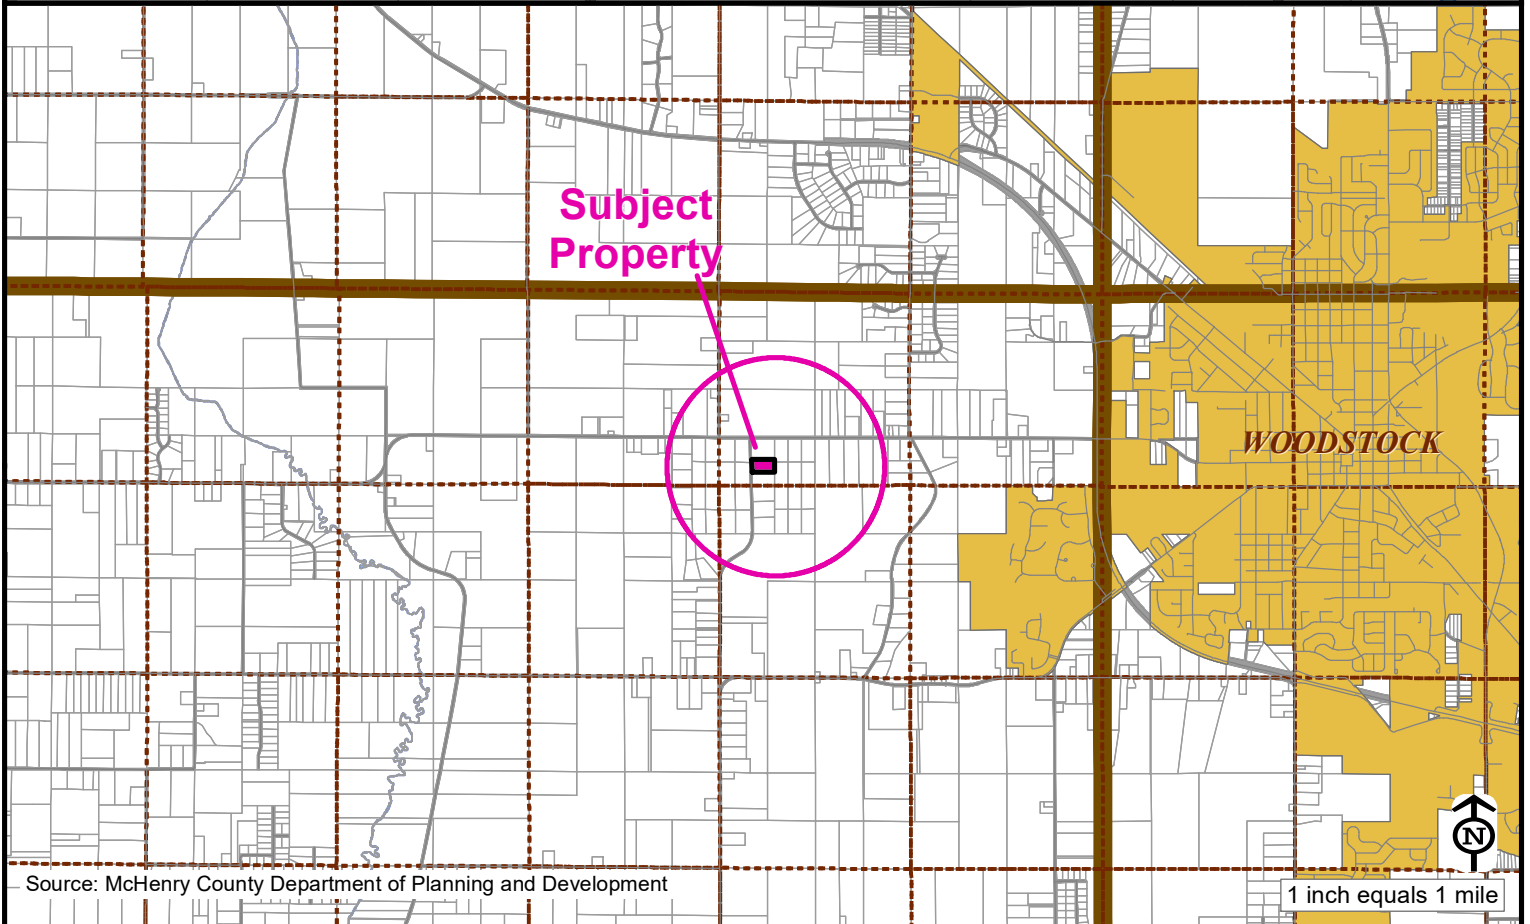 Subject
Property
WOODSTOCK
N
Source: McHenry County Department of Planning and Development
1 inch equals 1 mile